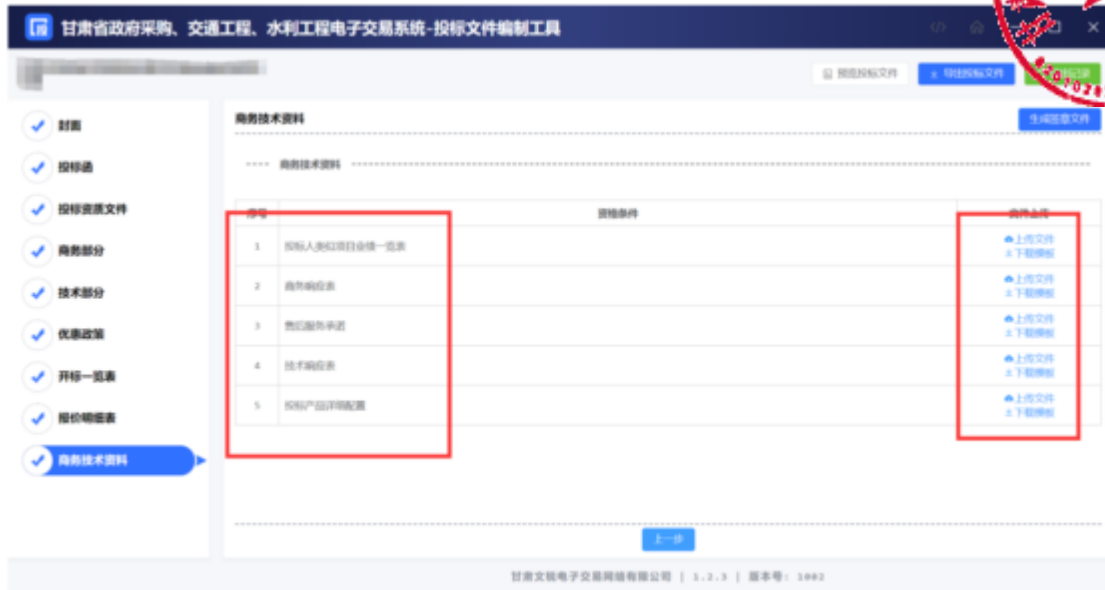 甘肃省政府采购、交通工程、水利工程电子交易系统-投标文件编制工具
预览投标文件
导出投标文件
商务技术资料
生成签章文件
封面
投标函
投标资质文件
商务部分
技术部分
优惠政策
开标一览表
报价明细表
商务技术资料
商务技术资料
序号 资格条件 文件上传
1 投标人类似项目业绩一览表 上传文件
下载模板
2 商务响应表 上传文件
下载模板
3 售后服务承诺 上传文件
下载模板
4 技术响应表 上传文件
下载模板
5 投标产品详细配置 上传文件
下载模板
上一步
甘肃文锐电子交易网络有限公司 | 1.2.3 | 版本号: 1002